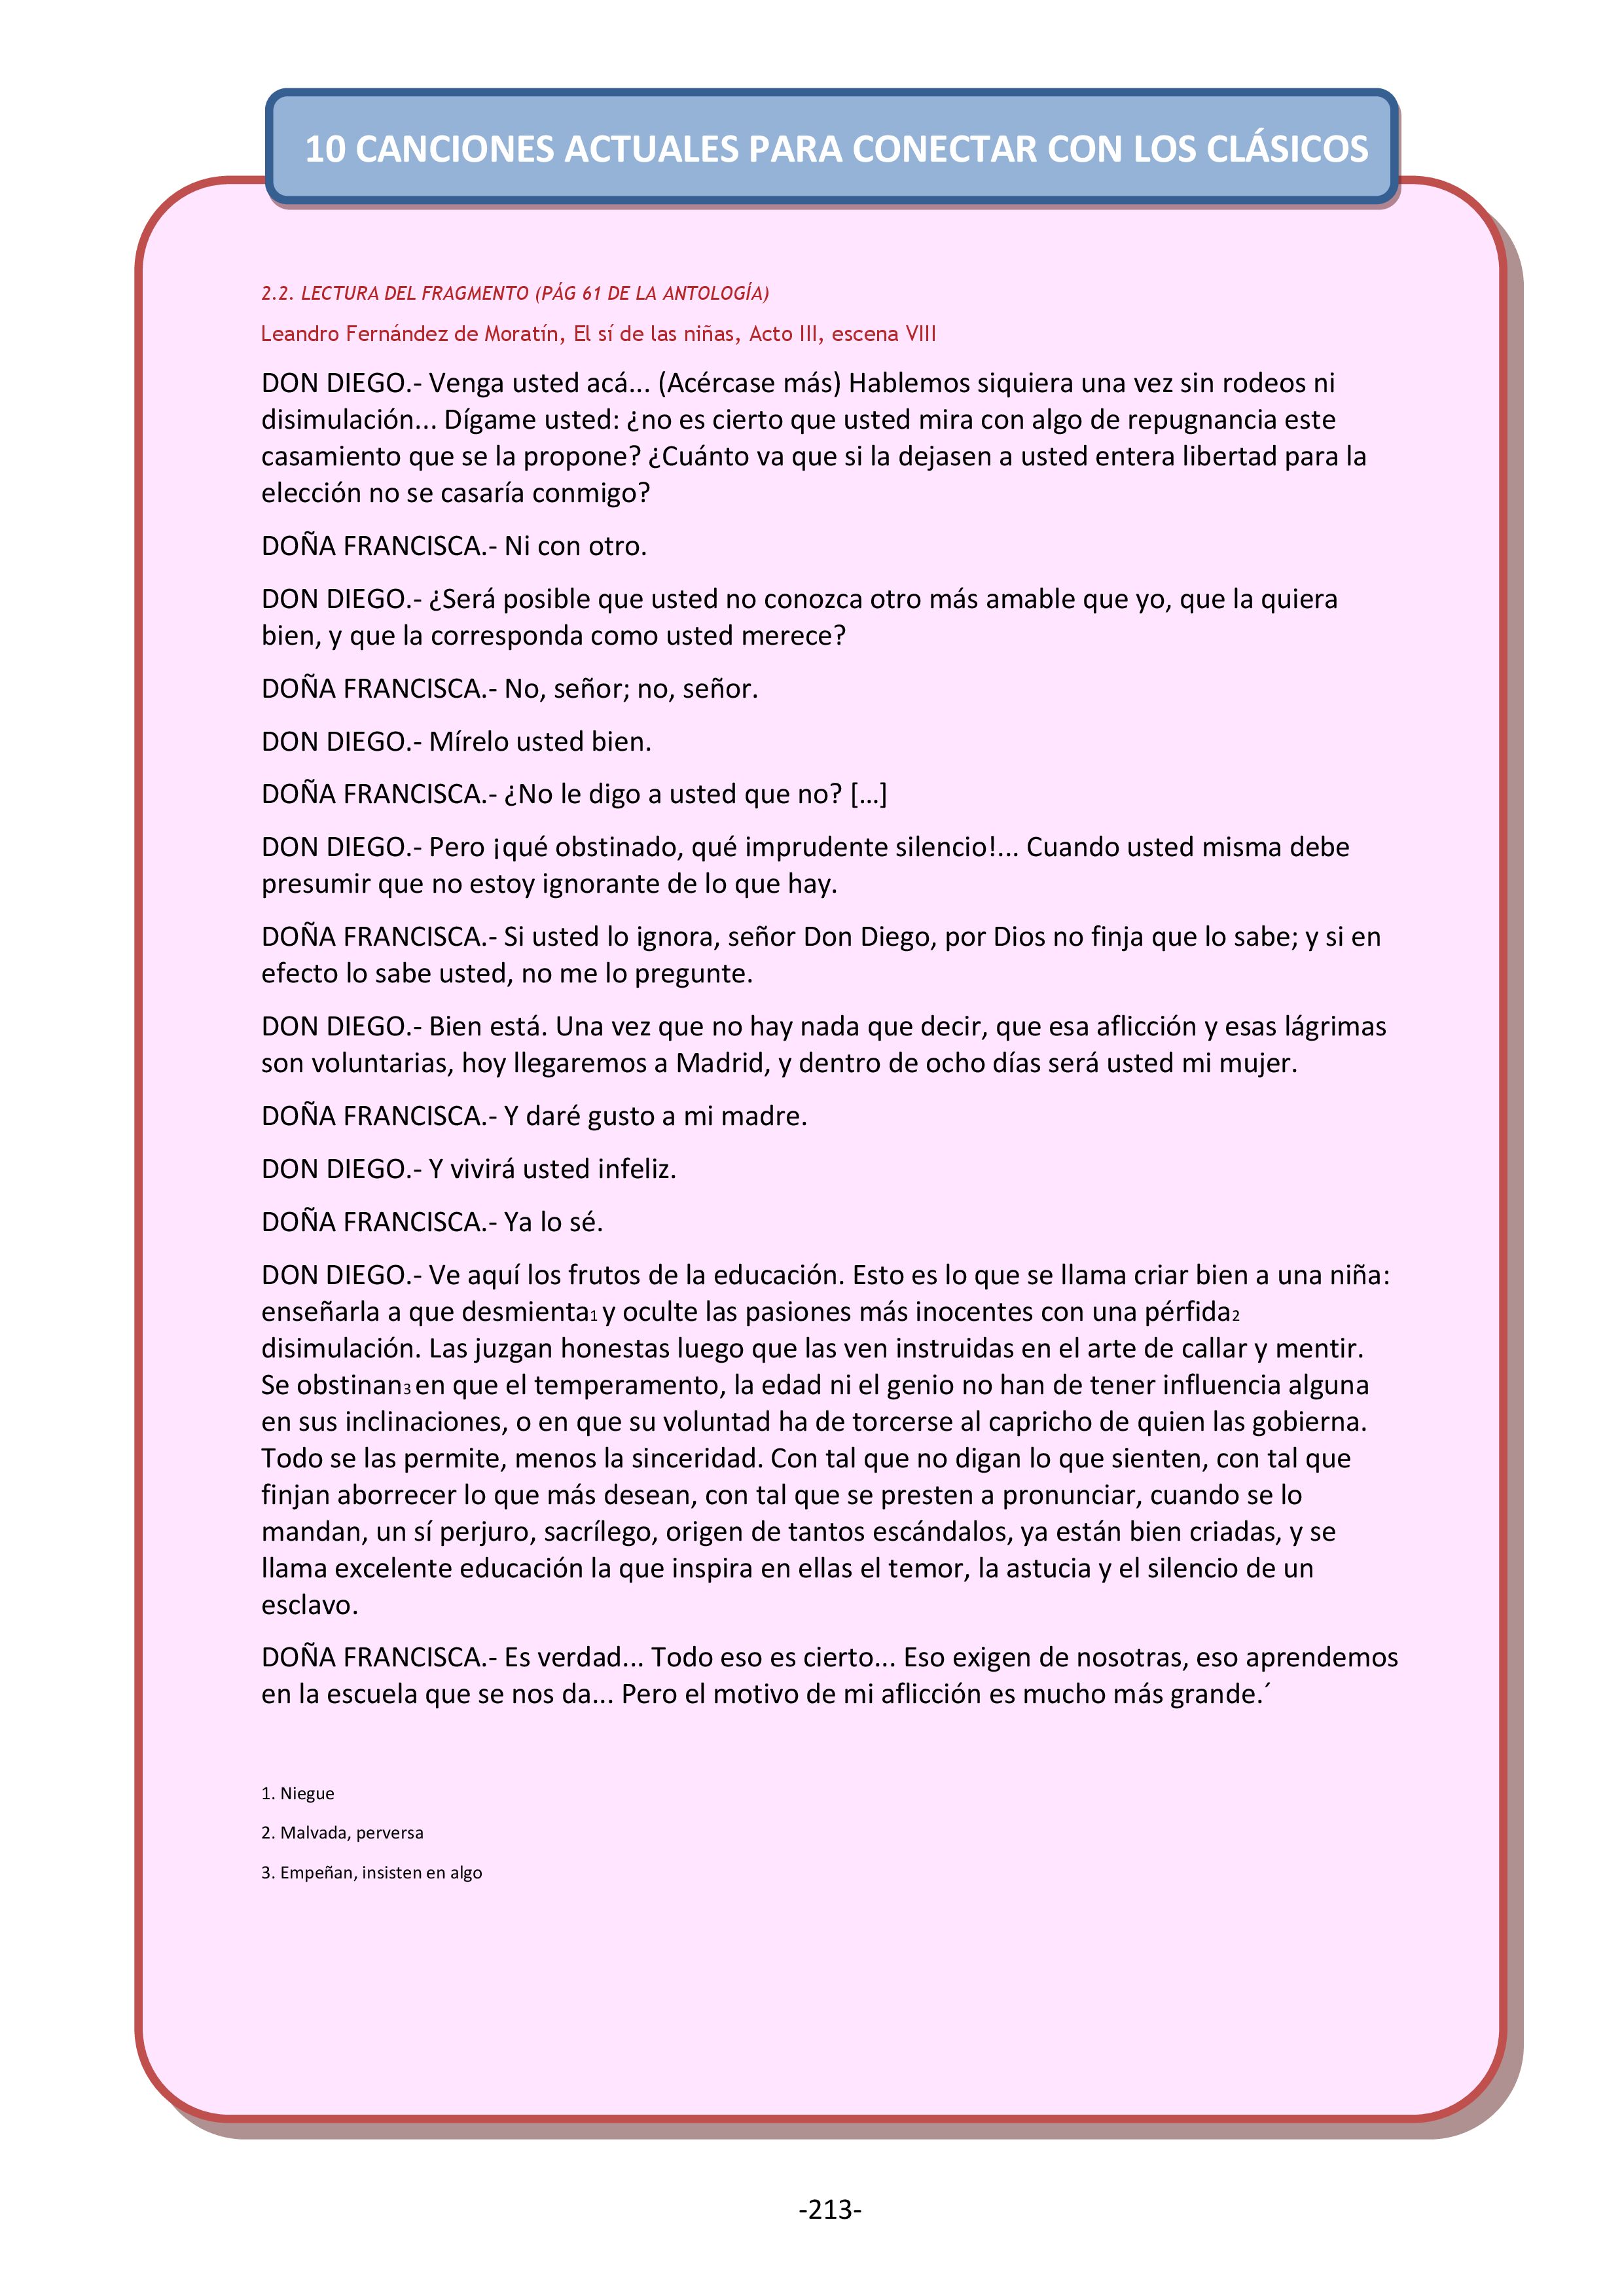 10 CANCIONES ACTUALES PARA CONECTAR CON LOS CLÁSICOS
2.2. LECTURA DEL FRAGMENTO (PÁG 61 DE LA ANTOLOGÍA)
Leandro Fernández de Moratín, El sí de las niñas, Acto III, escena VIII
DON DIEGO.- Venga usted acá... (Acércase más) Hablemos siquiera una vez sin rodeos ni
disimulación... Dígame usted: ¿no es cierto que usted mira con algo de repugnancia este
casamiento que se la propone? ¿Cuánto va que si la dejasen a usted entera libertad para la
elección no se casaría conmigo?
DOÑA FRANCISCA.- Ni con otro.
DON DIEGO.- ¿Será posible que usted no conozca otro más amable que yo, que la quiera
bien, y que la corresponda como usted merece?
DOÑA FRANCISCA.- No, señor; no, señor.
DON DIEGO.- Mírelo usted bien.
DOÑA FRANCISCA.- ¿No le digo a usted que no? […]
DON DIEGO.- Pero ¡qué obstinado, qué imprudente silencio!... Cuando usted misma debe
presumir que no estoy ignorante de lo que hay.
DOÑA FRANCISCA.- Si usted lo ignora, señor Don Diego, por Dios no finja que lo sabe; y si en
efecto lo sabe usted, no me lo pregunte.
DON DIEGO.- Bien está. Una vez que no hay nada que decir, que esa aflicción y esas lágrimas
son voluntarias, hoy llegaremos a Madrid, y dentro de ocho días será usted mi mujer.
DOÑA FRANCISCA.- Y daré gusto a mi madre.
DON DIEGO.- Y vivirá usted infeliz.
DOÑA FRANCISCA.- Ya lo sé.
DON DIEGO.- Ve aquí los frutos de la educación. Esto es lo que se llama criar bien a una niña:
enseñarla a que desmienta1 y oculte las pasiones más inocentes con una pérfida2
disimulación. Las juzgan honestas luego que las ven instruidas en el arte de callar y mentir.
Se obstinan3 en que el temperamento, la edad ni el genio no han de tener influencia alguna
en sus inclinaciones, o en que su voluntad ha de torcerse al capricho de quien las gobierna.
Todo se las permite, menos la sinceridad. Con tal que no digan lo que sienten, con tal que
finjan aborrecer lo que más desean, con tal que se presten a pronunciar, cuando se lo
mandan, un sí perjuro, sacrílego, origen de tantos escándalos, ya están bien criadas, y se
llama excelente educación la que inspira en ellas el temor, la astucia y el silencio de un
esclavo.
DOÑA FRANCISCA.- Es verdad... Todo eso es cierto... Eso exigen de nosotras, eso aprendemos
en la escuela que se nos da... Pero el motivo de mi aflicción es mucho más grande.´
1. Niegue
2. Malvada, perversa
3. Empeñan, insisten en algo
-213-